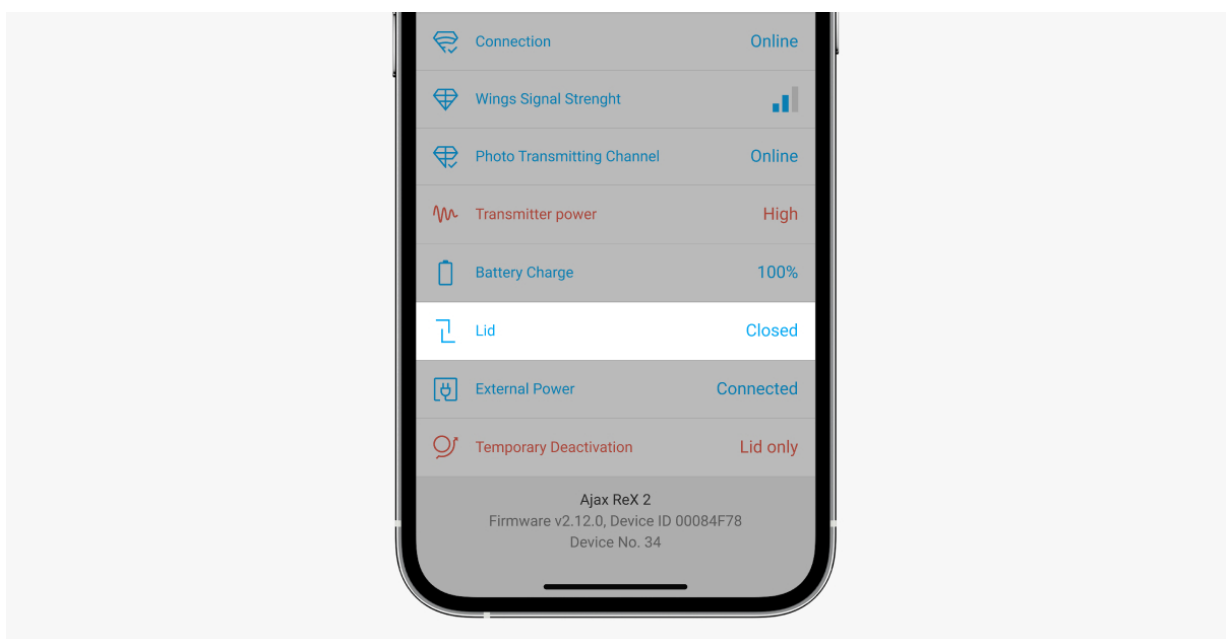 Connection Online
Wings Signal Strenght
Photo Transmitting Channel Online
Transmitter power High
Battery Charge 100%
Lid Closed
External Power Connected
Temporary Deactivation Lid only
Ajax ReX 2
Firmware v2.12.0, Device ID 00084F78
Device No. 34